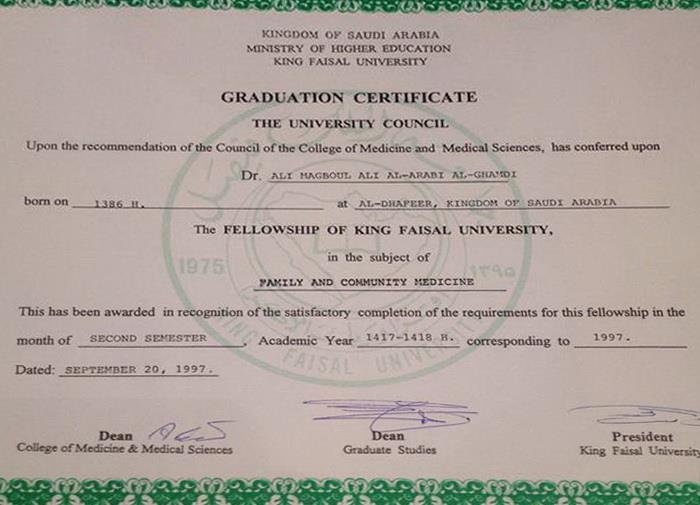 KINGDOM OF SAUDI ARABIA
MINISTRY OF HIGHER EDUCATION
KING FAISAL UNIVERSITY
GRADUATION CERTIFICATE
THE UNIVERSITY COUNCIL
Upon the recommendation of the Council of the College of Medicine and Medical Sciences, has conferred upon
Dr. ALI MAGBOUL ALI AL-ARABI AL-GHAMDI
born on 1386 H. at AL-DHAFEER, KINGDOM OF SAUDI ARABIA
The FELLOWSHIP OF KING FAISAL UNIVERSITY,
in the subject of
1975 ١٣٩٥
FAMILY AND COMMUNITY MEDICINE
This has been awarded in recognition of the satisfactory completion of the requirements for this fellowship in the
month of SECOND SEMESTER, Academic Year 1417-1418 H. corresponding to 1997.
KING FAISAL UNIVERSITY
Dated: SEPTEMBER 20, 1997.
Dean Dean President
College of Medicine & Medical Sciences Graduate Studies King Faisal University